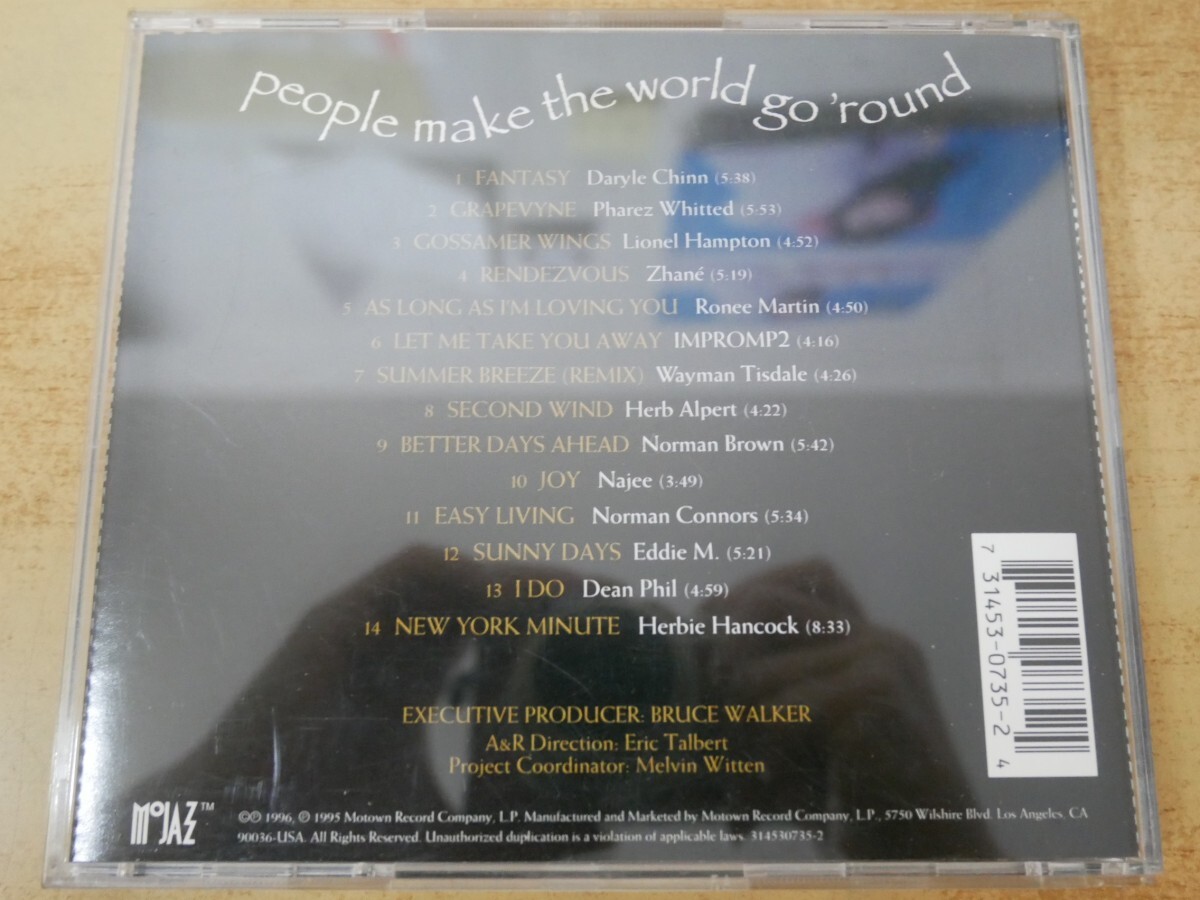 people make the world go 'round
1 FANTASY Daryle Chinn (5:38)
2 GRAPEVYNE Pharez Whitted (5:53)
3 GOSSAMER WINGS Lionel Hampton (4:52)
4 RENDEZVOUS Zhané (5:19)
5 AS LONG AS I'M LOVING YOU Ronee Martin (4:50)
6 LET ME TAKE YOU AWAY IMPROMP2 (4:16)
7 SUMMER BREEZE (REMIX) Wayman Tisdale (4:26)
8 SECOND WIND Herb Alpert (4:22)
9 BETTER DAYS AHEAD Norman Brown (5:42)
10 JOY Najee (3:49)
11 EASY LIVING Norman Connors (5:34)
12 SUNNY DAYS Eddie M. (5:21)
13 I DO Dean Phil (4:59)
14 NEW YORK MINUTE Herbie Hancock (8:33)
7 31453-0735-2 4
EXECUTIVE PRODUCER: BRUCE WALKER
A&R Direction: Eric Talbert
Project Coordinator: Melvin Witten
MoJAZZ™
©℗ 1996, ℗ 1995 Motown Record Company, L.P. Manufactured and Marketed by Motown Record Company, L.P., 5750 Wilshire Blvd. Los Angeles, CA
90036-USA. All Rights Reserved. Unauthorized duplication is a violation of applicable laws. 314530735-2